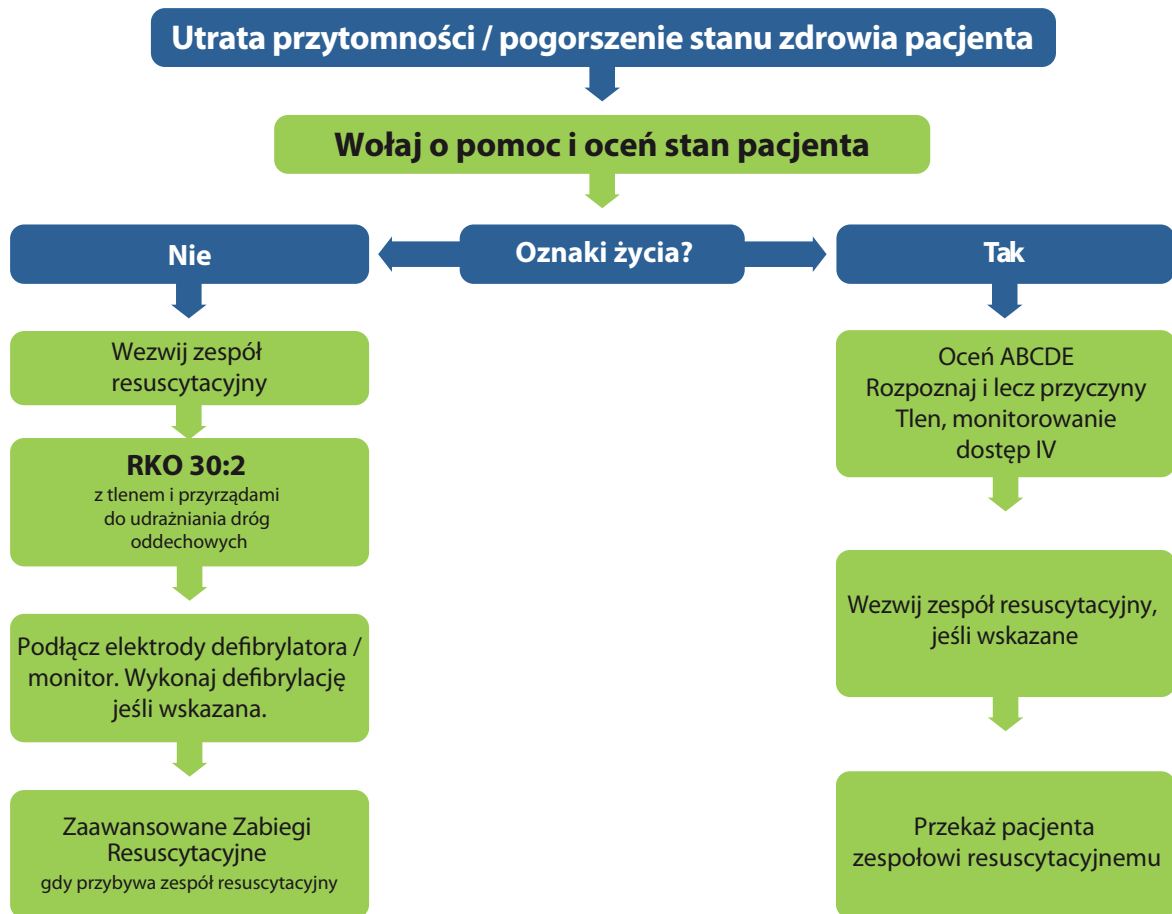 Utrata przytomności / pogorszenie stanu zdrowia pacjenta
Wołaj o pomoc i oceń stan pacjenta
Oznaki życia?
Nie
Wezwij zespół
resuscytacyjny
RKO 30:2
z tlenem i przyrządami
do udrażniania dróg
oddechowych
Podłącz elektrody defibrylatora /
monitor. Wykonaj defibrylację
jeśli wskazana.
Zaawansowane Zabiegi
Resuscytacyjne
gdy przybywa zespół resuscytacyjny
Tak
Oceń ABCDE
Rozpoznaj i lecz przyczyny
Tlen, monitorowanie
dostęp IV
Wezwij zespół resuscytacyjny,
jeśli wskazane
Przekaż pacjenta
zespołowi resuscytacyjnemu